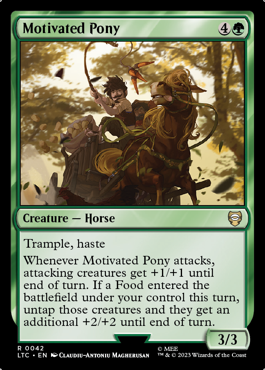 Motivated Pony 4
Creature — Horse
Trample, haste
Whenever Motivated Pony attacks,
attacking creatures get +1/+1 until
end of turn. If a Food entered the
battlefield under your control this turn,
untap those creatures and they get an
additional +2/+2 until end of turn.
3/3
R 0042
LTC • EN Claudiu-Antoniu Magherusan
© MEE
™ & © 2023 Wizards of the Coast